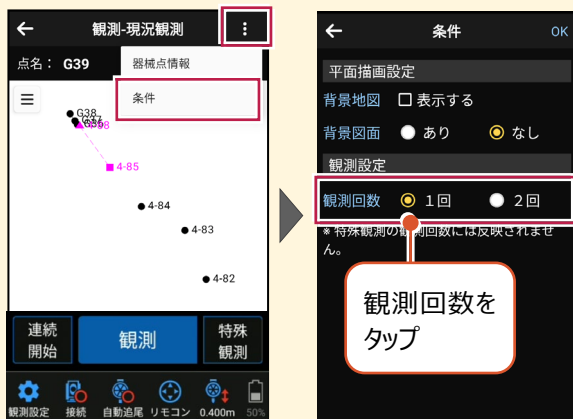 観測-現況観測
点名： G39
器械点情報
条件
G38
4-85
4-84
4-83
4-82
連続
開始
観測
特殊
観測
観測設定
接続
自動追尾
リモコン
0.400m
50%
条件
OK
平面描画設定
背景地図 表示する
背景図面 あり なし
観測設定
観測回数 1回 2回
* 特殊観測の観測回数には反映されませ
ん。
観測回数を
タップ